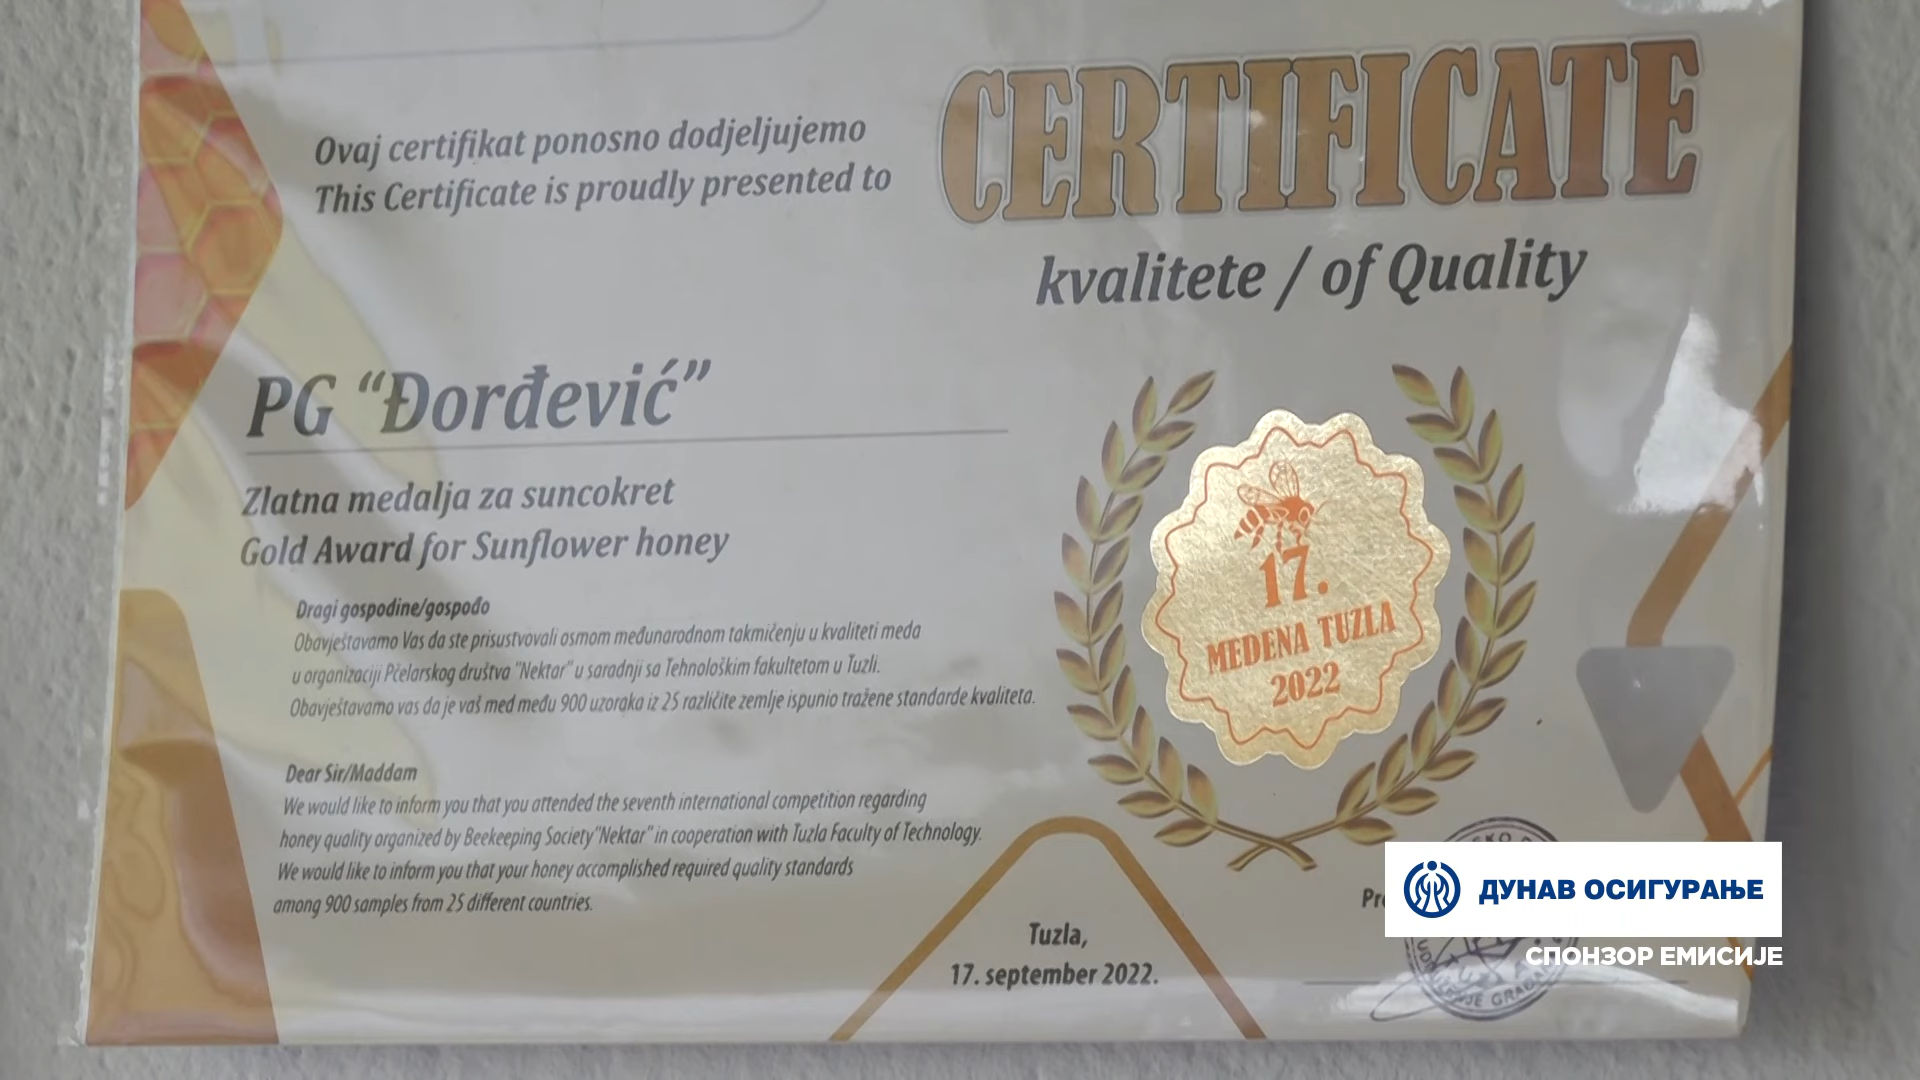 CERTIFICATE
kvalitete / of Quality
Ovaj certifikat ponosno dodjeljujemo
This Certificate is proudly presented to
PG “Đorđević”
Zlatna medalja za suncokret
Gold Award for Sunflower honey
Dragi gospodine/gospođo
Obavještavamo Vas da ste prisustvovali osmom međunarodnom takmičenju u kvaliteti meda
u organizaciji Pčelarskog društva "Nektar" u saradnji sa Tehnološkim fakultetom u Tuzli.
Obavještavamo vas da je vaš med među 900 uzoraka iz 25 različite zemlje ispunio tražene standarde kvaliteta.
Dear Sir/Maddam
We would like to inform you that you attended the seventh international competition regarding
honey quality organized by Beekeeping Society "Nektar" in cooperation with Tuzla Faculty of Technology.
We would like to inform you that your honey accomplished required quality standards
among 900 samples from 25 different countries.
17.
MEDENA TUZLA
2022
Tuzla,
17. september 2022.
ДУНАВ ОСИГУРАЊЕ
СПОНЗОР ЕМИСИЈЕ